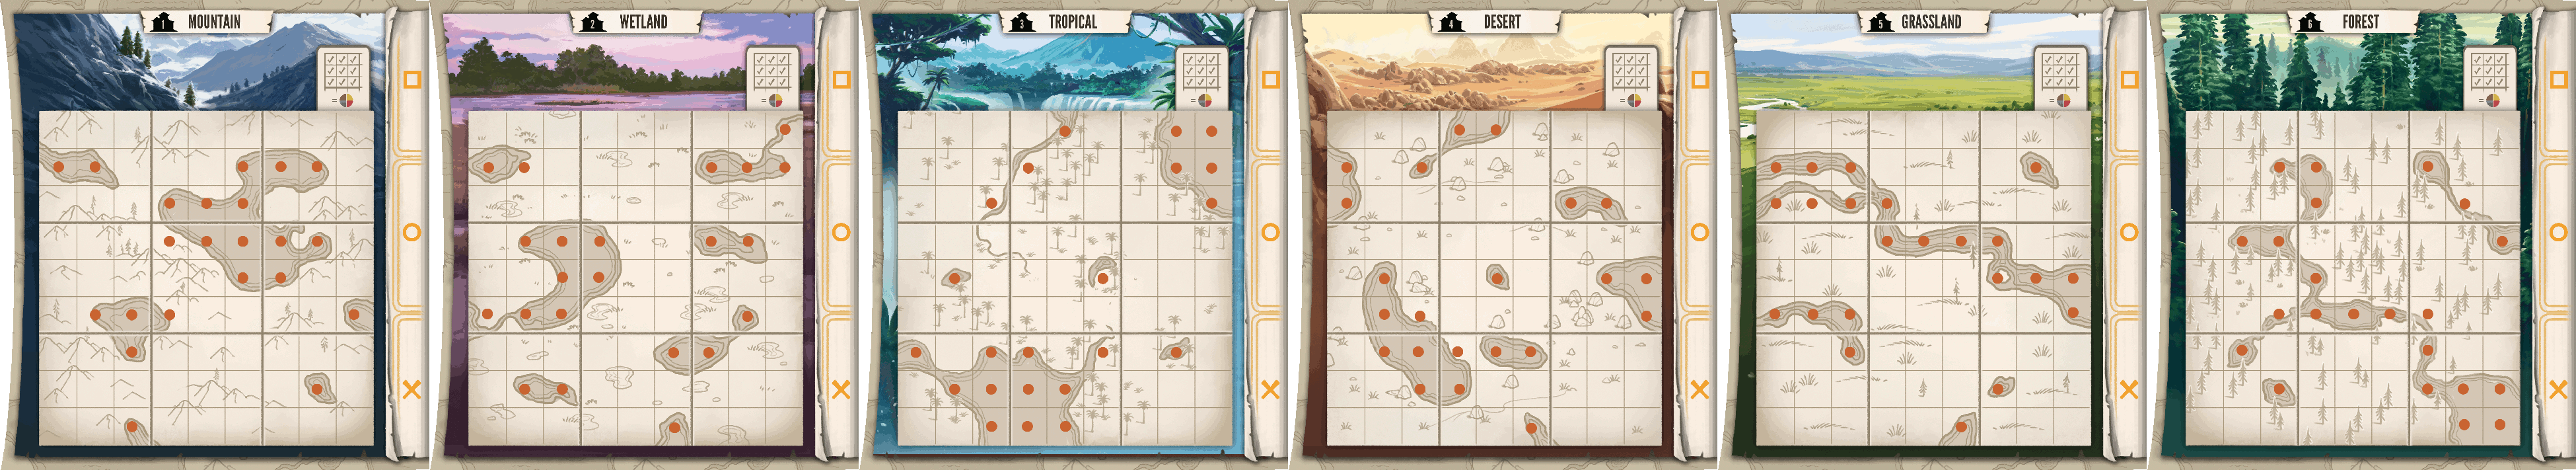 1 MOUNTAIN
2 WETLAND
3 TROPICAL
4 DESERT
5 GRASSLAND
6 FOREST